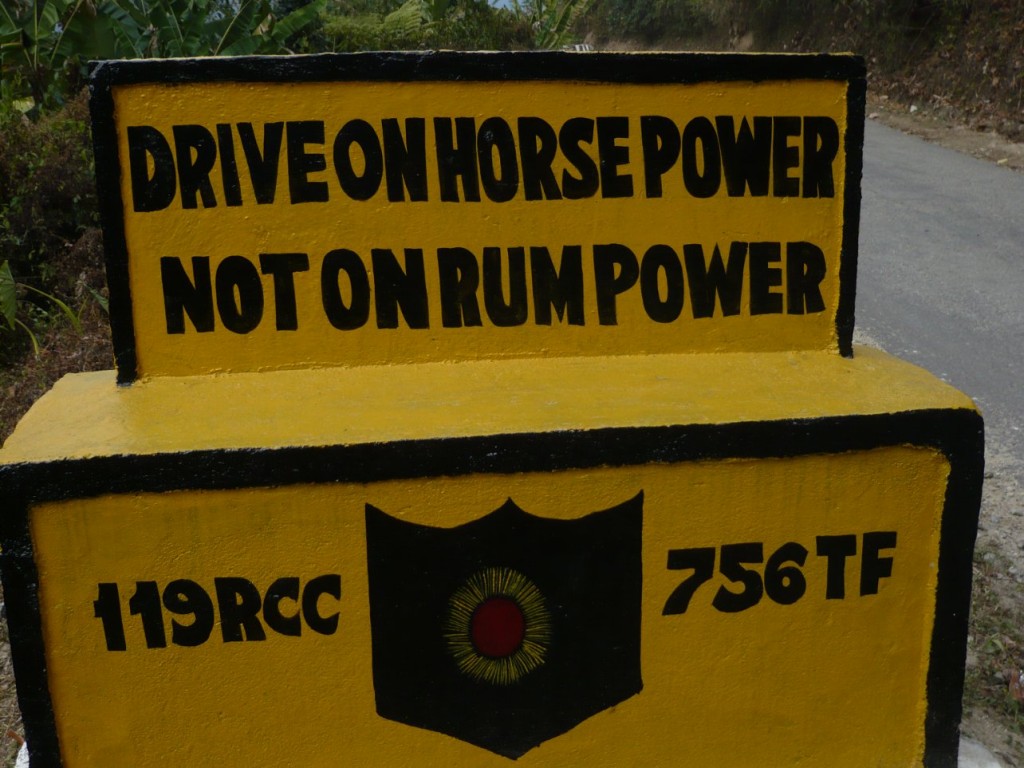 DRIVE ON HORSE POWER
NOT ON RUM POWER
119 RCC 756 TF